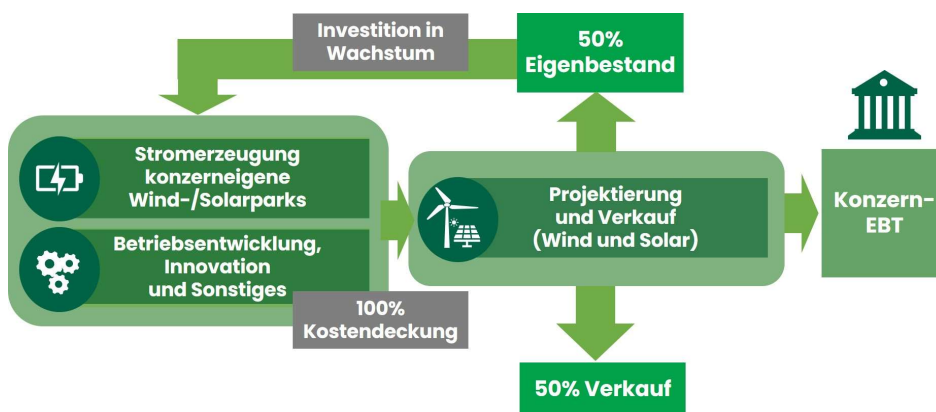 Investition in
Wachstum
50%
Eigenbestand
Stromerzeugung
konzerneigene
Wind-/Solarparks
Betriebsentwicklung,
Innovation
und Sonstiges
100%
Kostendeckung
Projektierung
und Verkauf
(Wind und Solar)
Konzern-
EBT
50% Verkauf